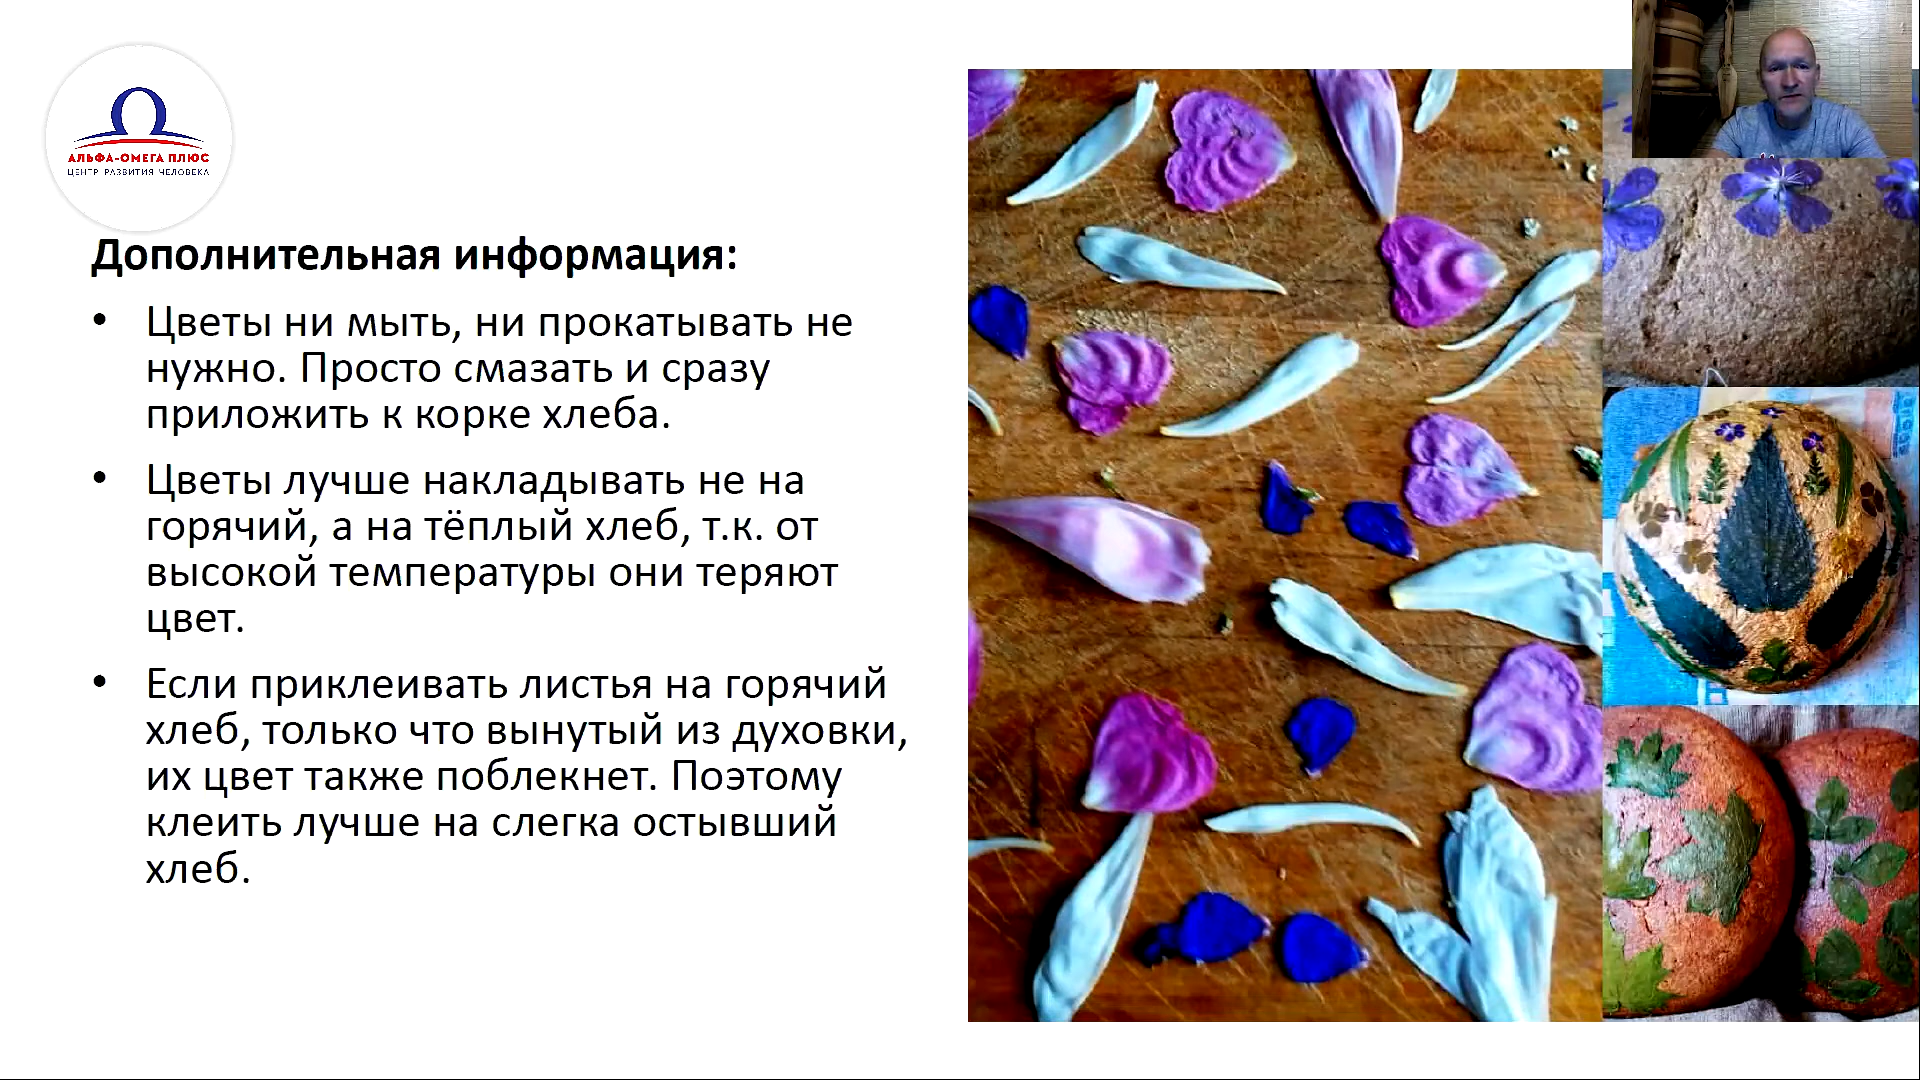 АЛЬФА-ОМЕГА ПЛЮС
ЦЕНТР РАЗВИТИЯ ЧЕЛОВЕКА
Дополнительная информация:
• Цветы ни мыть, ни прокатывать не
нужно. Просто смазать и сразу
приложить к корке хлеба.
• Цветы лучше накладывать не на
горячий, а на тёплый хлеб, т.к. от
высокой температуры они теряют
цвет.
• Если приклеивать листья на горячий
хлеб, только что вынутый из духовки,
их цвет также поблекнет. Поэтому
клеить лучше на слегка остывший
хлеб.